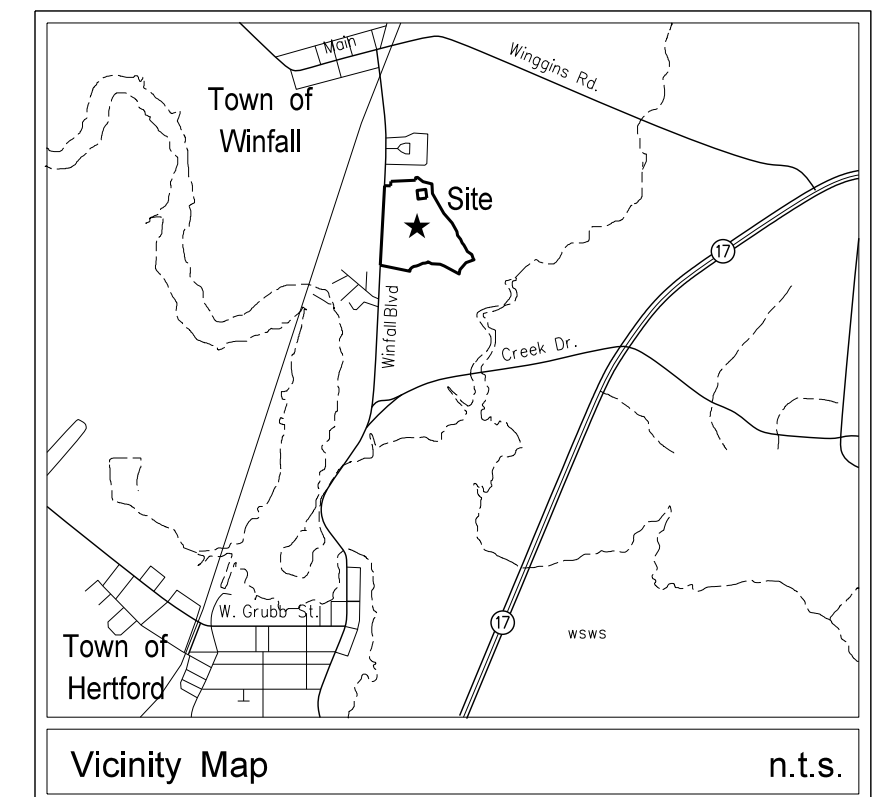 Main
Winggins Rd.
Town of
Winfall
Site
17
Winfall Blvd
Creek Dr.
W. Grubb St.
17
wsws
Town of
Hertford
Vicinity Map
n.t.s.